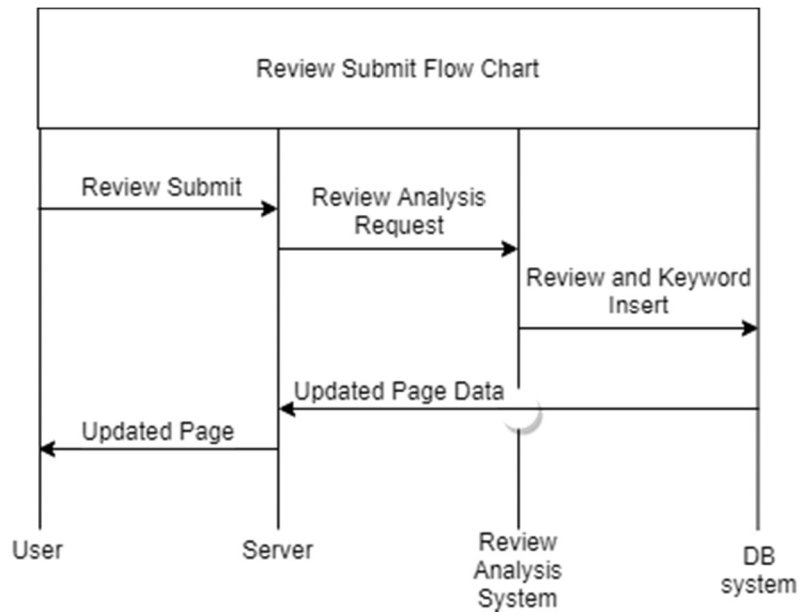 Review Submit Flow Chart
Review Submit
Review Analysis
Request
Review and Keyword
Insert
Updated Page Data
Updated Page
User
Server
Review
Analysis
System
DB
system